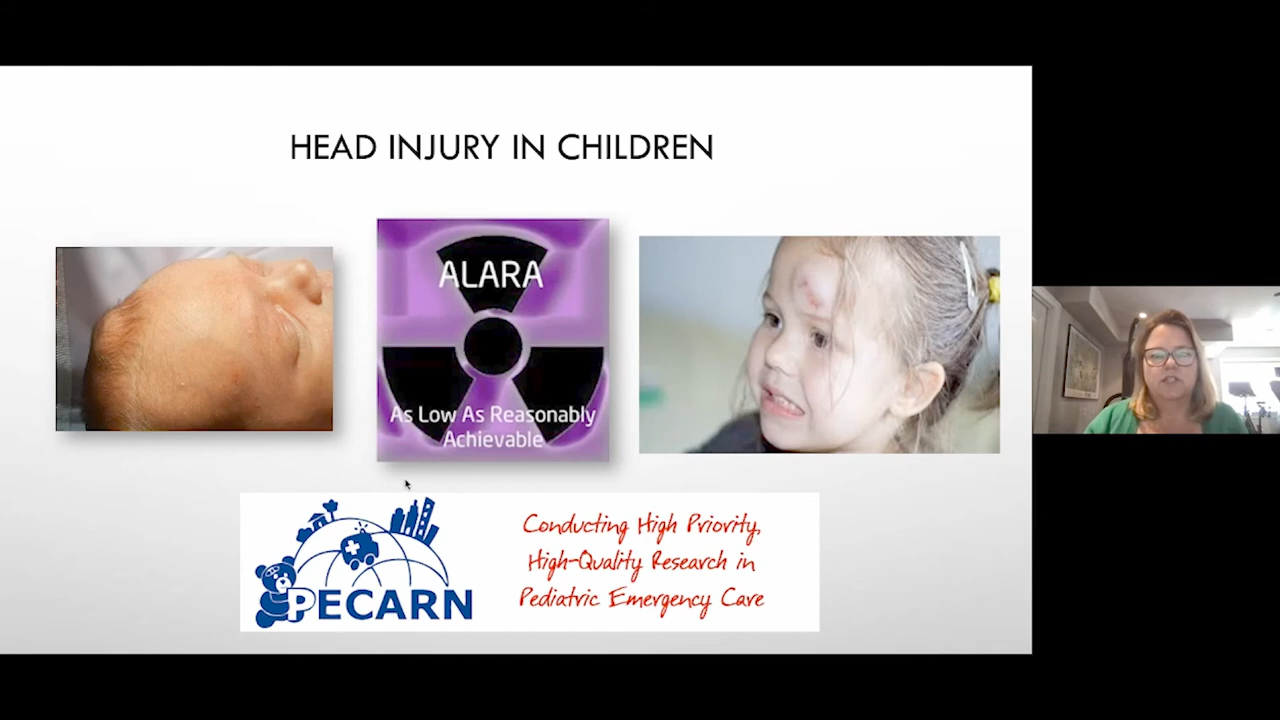 HEAD INJURY IN CHILDREN
ALARA
As Low As Reasonably
Achievable
PECARN
Conducting High Priority,
High-Quality Research in
Pediatric Emergency Care